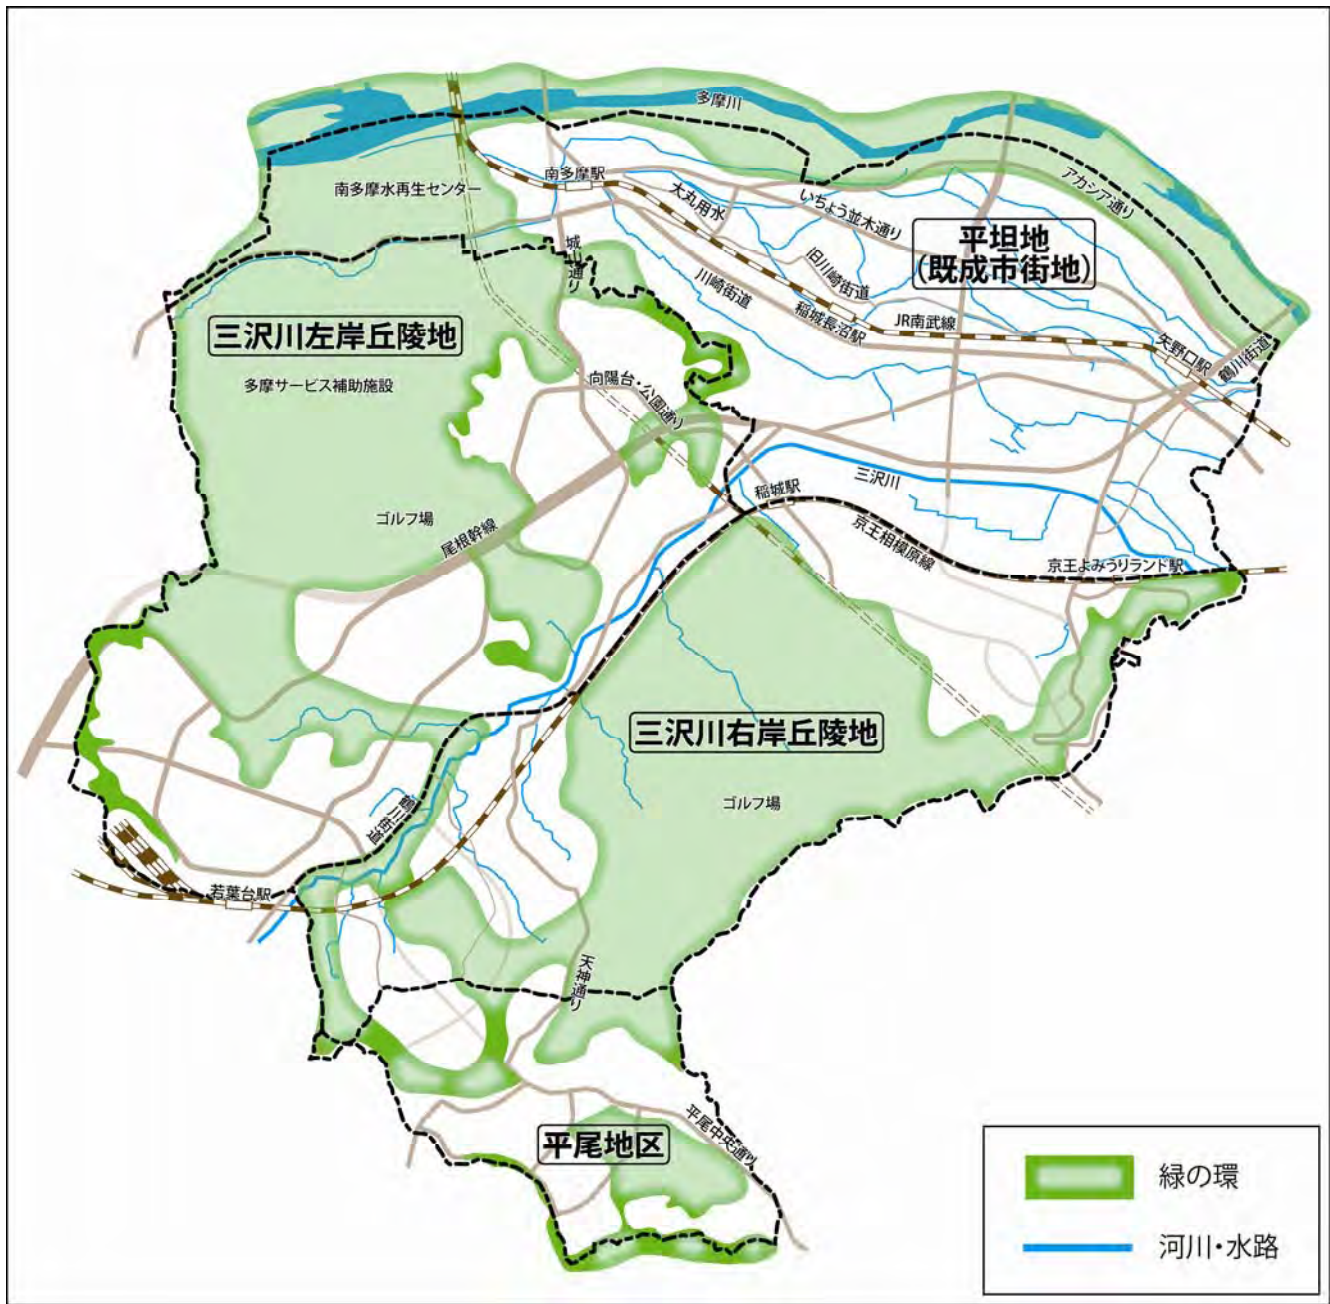 多摩川
南多摩水再生センター
南多摩駅
大丸用水
いちょう並木通り
アカシア通り
平坦地
(既成市街地)
城山通り
旧川崎街道
川崎街道
稲城長沼駅
JR南武線
矢野口駅
鶴川街道
三沢川左岸丘陵地
多摩サービス補助施設
向陽台・公園通り
三沢川
稲城駅
京王相模原線
京王よみうりランド駅
ゴルフ場
尾根幹線
三沢川右岸丘陵地
ゴルフ場
鶴川街道
若葉台駅
天神通り
平尾地区
平尾中央通り
緑の環
河川・水路